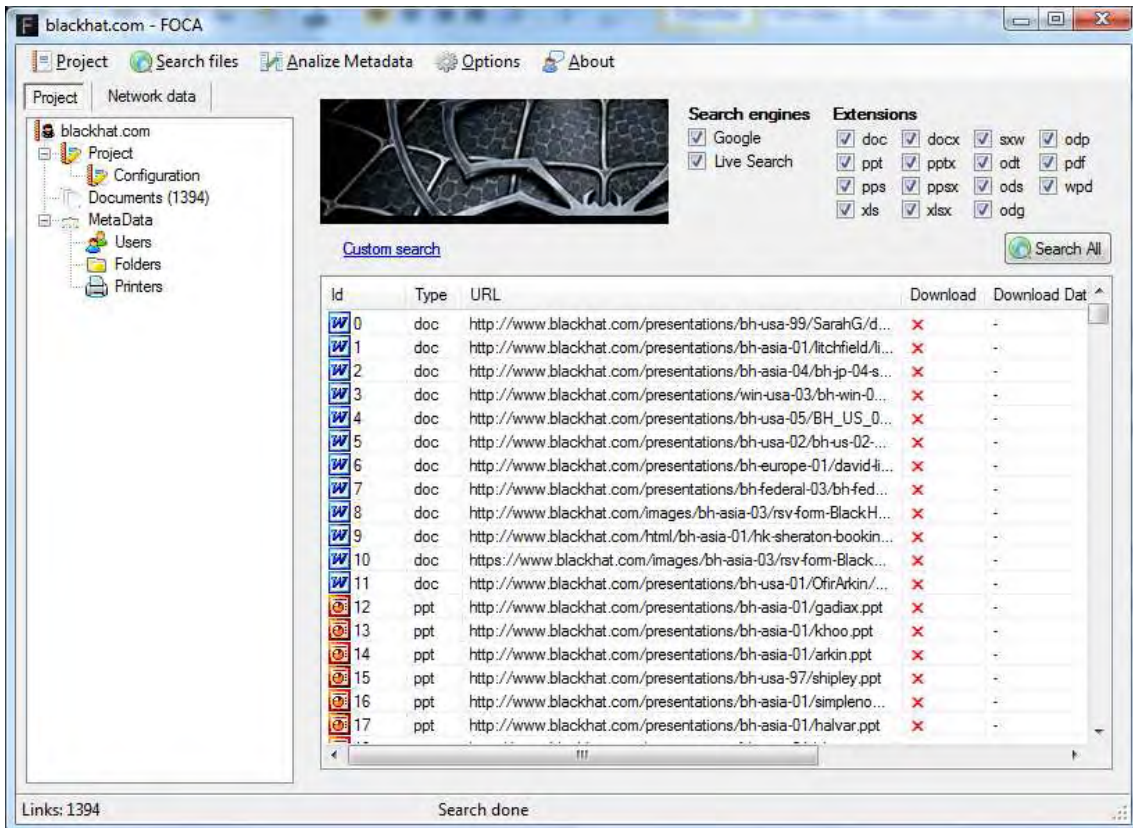 blackhat.com - FOCA
Project Search files Analize Metadata Options About
Project Network data
blackhat.com
Project
Configuration
Documents (1394)
MetaData
Users
Folders
Printers
Search engines Extensions
Google doc docx sxw odp
Live Search ppt pptx odt pdf
pps ppsx ods wpd
xls xlsx odg
Custom search Search All
Id Type URL Download Download Dat
0 doc http://www.blackhat.com/presentations/bh-usa-99/SarahG/d... -
1 doc http://www.blackhat.com/presentations/bh-asia-01/litchfield/li... -
2 doc http://www.blackhat.com/presentations/bh-asia-04/bh-jp-04-s... -
3 doc http://www.blackhat.com/presentations/win-usa-03/bh-win-0... -
4 doc http://www.blackhat.com/presentations/bh-usa-05/BH_US_0... -
5 doc http://www.blackhat.com/presentations/bh-usa-02/bh-us-02-... -
6 doc http://www.blackhat.com/presentations/bh-europe-01/david-li... -
7 doc http://www.blackhat.com/presentations/bh-federal-03/bh-fed... -
8 doc http://www.blackhat.com/images/bh-asia-03/rsv-form-BlackH... -
9 doc http://www.blackhat.com/html/bh-asia-01/hk-sheraton-bookin... -
10 doc https://www.blackhat.com/images/bh-asia-03/rsv-form-Black... -
11 doc http://www.blackhat.com/presentations/bh-usa-01/OfirArkin/... -
12 ppt http://www.blackhat.com/presentations/bh-asia-01/gadiax.ppt -
13 ppt http://www.blackhat.com/presentations/bh-asia-01/khoo.ppt -
14 ppt http://www.blackhat.com/presentations/bh-asia-01/arkin.ppt -
15 ppt http://www.blackhat.com/presentations/bh-usa-97/shipley.ppt -
16 ppt http://www.blackhat.com/presentations/bh-asia-01/simpleno... -
17 ppt http://www.blackhat.com/presentations/bh-asia-01/halvar.ppt -
Links: 1394 Search done